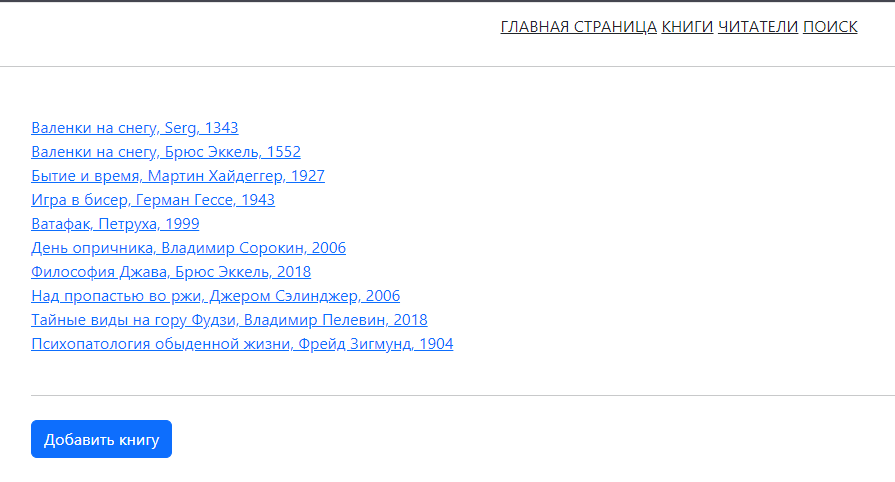 ГЛАВНАЯ СТРАНИЦА КНИГИ ЧИТАТЕЛИ ПОИСК
Валенки на снегу, Serg, 1343
Валенки на снегу, Брюс Эккель, 1552
Бытие и время, Мартин Хайдеггер, 1927
Игра в бисер, Герман Гессе, 1943
Ватафак, Петруха, 1999
День опричника, Владимир Сорокин, 2006
Философия Джава, Брюс Эккель, 2018
Над пропастью во ржи, Джером Сэлинджер, 2006
Тайные виды на гору Фудзи, Владимир Пелевин, 2018
Психопатология обыденной жизни, Фрейд Зигмунд, 1904
Добавить книгу